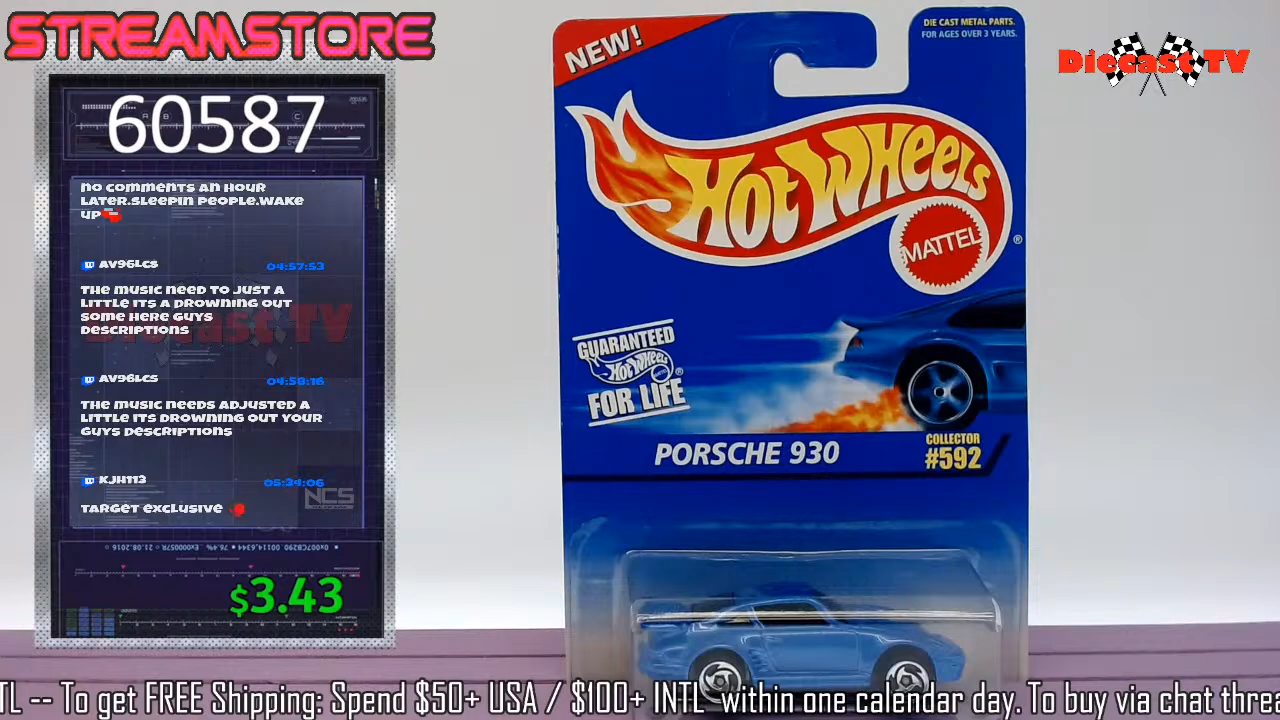 STREAMSTORE
60587
NO COMMENTS AN HOUR
LATER.SLEEPIN PEOPLE.WAKE
UP
AV96LCS 04:57:53
THE MUSIC NEED TO JUST A
LITTLE ITS A DROWNING OUT
SOME HERE GUYS
DESCRIPTIONS
AV96LCS 04:58:16
THE MUSIC NEEDS ADJUSTED A
LITTLE ITS DROWNING OUT YOUR
GUYS DESCRIPTIONS
KJH113 05:24:06
TARGET EXCLUSIVE
NCS
$3.43
NEW!
DIE CAST METAL PARTS.
FOR AGES OVER 3 YEARS.
Diecast TV
HOT WHEELS
MATTEL
®
GUARANTEED
HOT WHEELS
FOR LIFE
PORSCHE 930
COLLECTOR
#592
TL -- To get FREE Shipping: Spend $50+ USA / $100+ INTL within one calendar day. To buy via chat threa